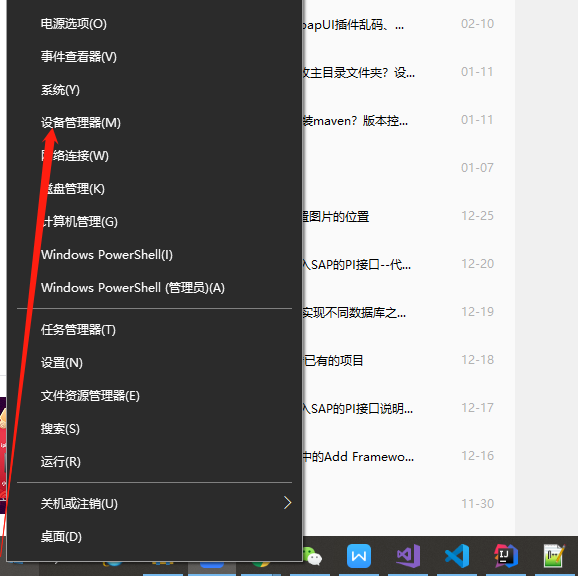 电源选项(O)
事件查看器(V)
系统(Y)
设备管理器(M)
网络连接(W)
磁盘管理(K)
计算机管理(G)
Windows PowerShell(I)
Windows PowerShell (管理员)(A)
任务管理器(T)
设置(N)
文件资源管理器(E)
搜索(S)
运行(R)
关机或注销(U)
桌面(D)
oapUI插件乱码、... 02-10
主目录文件夹？设... 01-11
装maven？版本控... 01-11
01-07
置图片的位置 12-25
入SAP的PI接口--代... 12-20
实现不同数据库之... 12-19
已有的项目 12-18
入SAP的PI接口说明... 12-17
中的Add Framewo... 12-16
11-30